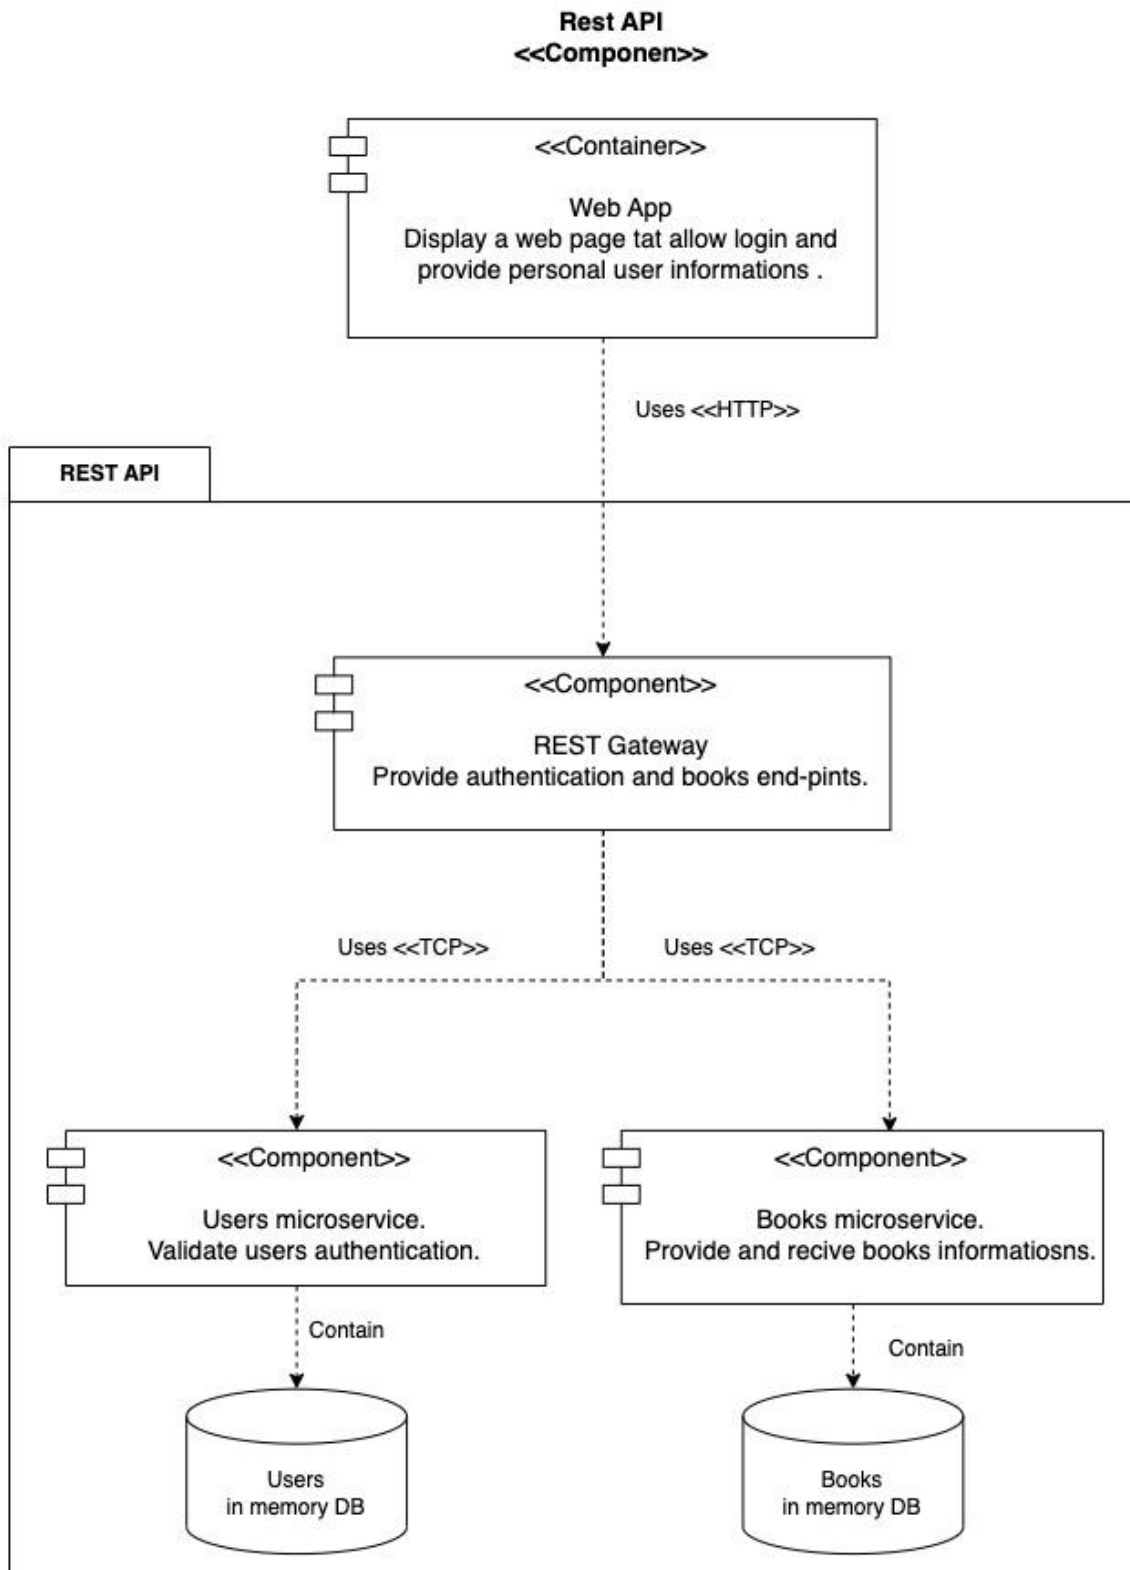 Rest API
<<Componen>>
<<Container>>
Web App
Display a web page tat allow login and
provide personal user informations .
Uses <<HTTP>>
REST API
<<Component>>
REST Gateway
Provide authentication and books end-pints.
Uses <<TCP>>
Uses <<TCP>>
<<Component>>
Users microservice.
Validate users authentication.
<<Component>>
Books microservice.
Provide and recive books informatiosns.
Contain
Contain
Users
in memory DB
Books
in memory DB